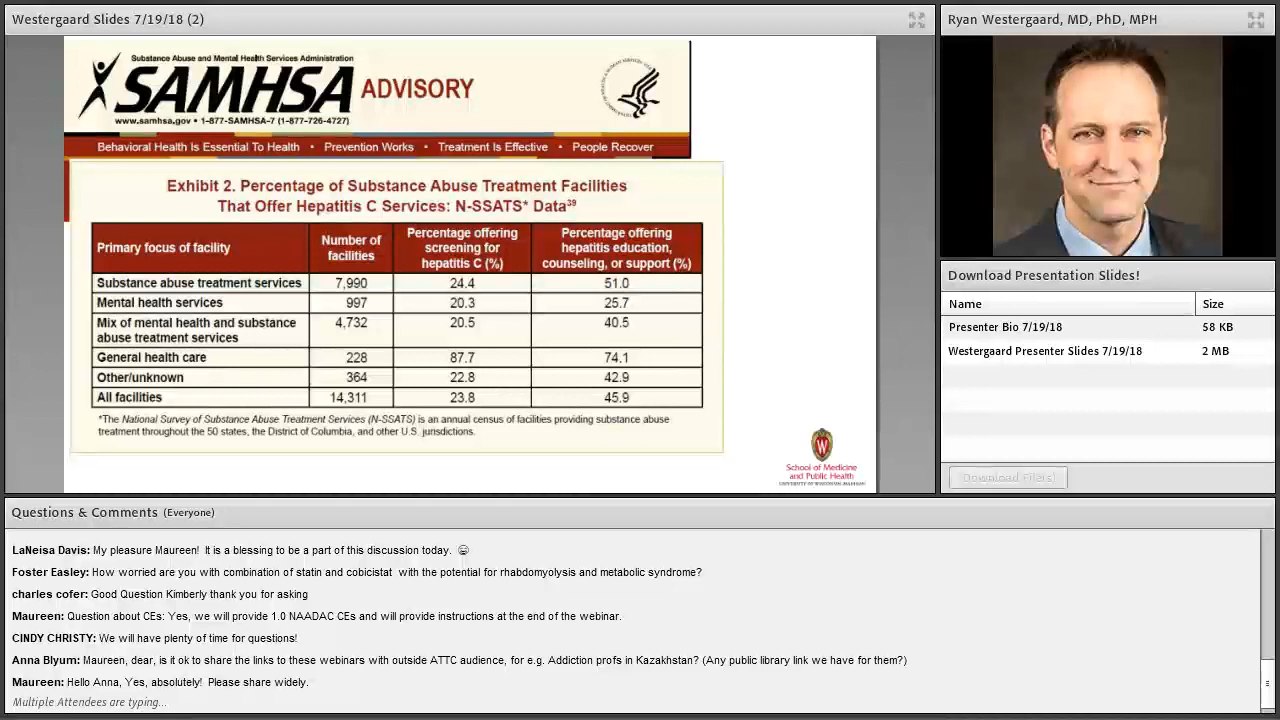 Westergaard Slides 7/19/18 (2)
Substance Abuse and Mental Health Services Administration
SAMHSA
ADVISORY
www.samhsa.gov • 1-877-SAMHSA-7 (1-877-726-4727)
Behavioral Health Is Essential To Health • Prevention Works • Treatment Is Effective • People Recover
Exhibit 2. Percentage of Substance Abuse Treatment Facilities
That Offer Hepatitis C Services: N-SSATS* Data39
Primary focus of facility
Number of
facilities
Percentage offering
screening for
hepatitis C (%)
Percentage offering
hepatitis education,
counseling, or support (%)
Substance abuse treatment services 7,990 24.4 51.0
Mental health services 997 20.3 25.7
Mix of mental health and substance 4,732 20.5 40.5
abuse treatment services
General health care 228 87.7 74.1
Other/unknown 364 22.8 42.9
All facilities 14,311 23.8 45.9
*The National Survey of Substance Abuse Treatment Services (N-SSATS) is an annual census of facilities providing substance abuse
treatment throughout the 50 states, the District of Columbia, and other U.S. jurisdictions.
W
School of Medicine
and Public Health
UNIVERSITY OF WISCONSIN-MADISON
Ryan Westergaard, MD, PhD, MPH
Download Presentation Slides!
Name Size
Presenter Bio 7/19/18 58 KB
Westergaard Presenter Slides 7/19/18 2 MB
Download File(s)
Questions & Comments (Everyone)
LaNeisa Davis: My pleasure Maureen! It is a blessing to be a part of this discussion today. 😀
Foster Easley: How worried are you with combination of statin and cobicistat with the potential for rhabdomyolysis and metabolic syndrome?
charles cofer: Good Question Kimberly thank you for asking
Maureen: Question about CEs: Yes, we will provide 1.0 NAADAC CEs and will provide instructions at the end of the webinar.
CINDY CHRISTY: We will have plenty of time for questions!
Anna Blyum: Maureen, dear, is it ok to share the links to these webinars with outside ATTC audience, for e.g. Addiction profs in Kazakhstan? (Any public library link we have for them?)
Maureen: Hello Anna, Yes, absolutely! Please share widely.
Multiple Attendees are typing...